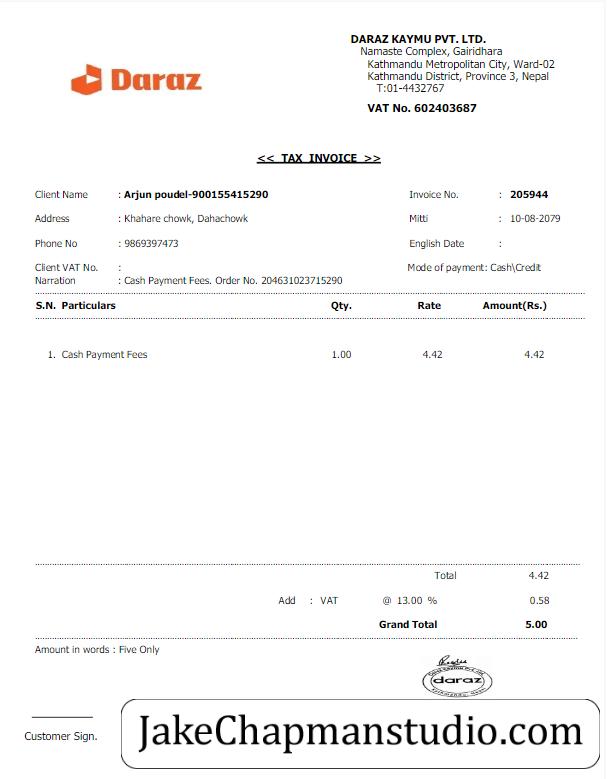 DARAZ KAYMU PVT. LTD.
Namaste Complex, Gairidhara
Kathmandu Metropolitan City, Ward-02
Kathmandu District, Province 3, Nepal
T:01-4432767
VAT No. 602403687
Daraz
<< TAX INVOICE >>
Client Name : Arjun poudel-900155415290 Invoice No. : 205944
Address : Khahare chowk, Dahachowk Mitti : 10-08-2079
Phone No : 9869397473 English Date :
Client VAT No. : Mode of payment: Cash\Credit
Narration : Cash Payment Fees. Order No. 204631023715290
S.N. Particulars Qty. Rate Amount(Rs.)
1. Cash Payment Fees 1.00 4.42 4.42
Total 4.42
Add : VAT @ 13.00 % 0.58
Grand Total 5.00
Amount in words : Five Only
daraz
Customer Sign.
JakeChapmanstudio.com